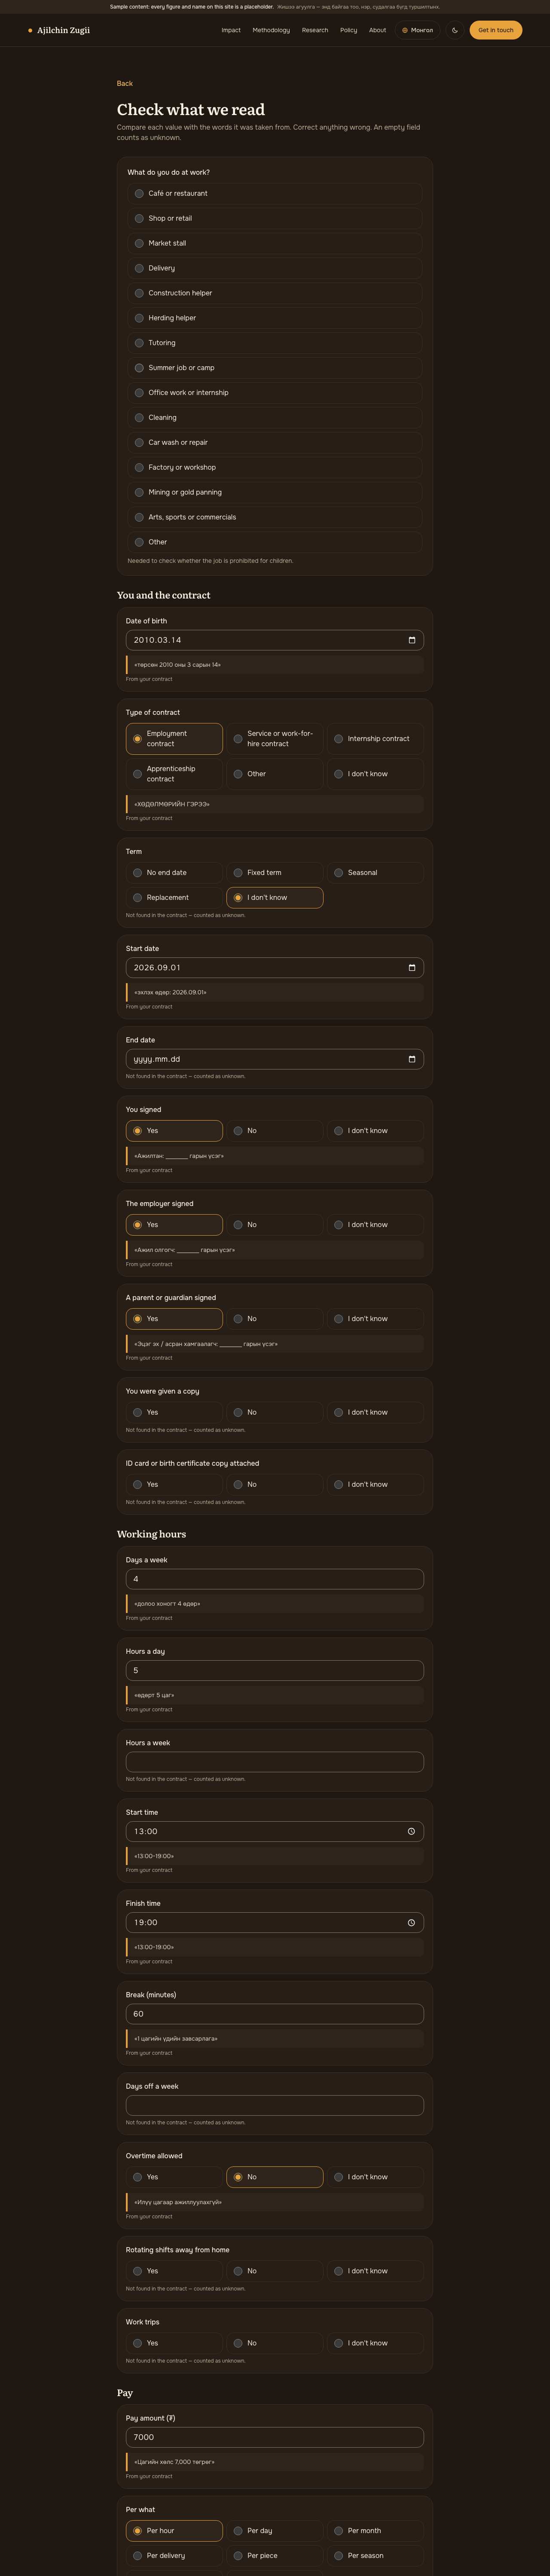 Sample content: every figure and name on this site is a placeholder. Жишээ агуулга — энд байгаа тоо, нэр, судалгаа бүгд туршилтынх.
Ajilchin Zugii
Impact
Methodology
Research
Policy
About
Монгол
Get in touch
Back
Check what we read
Compare each value with the words it was taken from. Correct anything wrong. An empty field
counts as unknown.
What do you do at work?
Café or restaurant
Shop or retail
Market stall
Delivery
Construction helper
Herding helper
Tutoring
Summer job or camp
Office work or internship
Cleaning
Car wash or repair
Factory or workshop
Mining or gold panning
Arts, sports or commercials
Other
Needed to check whether the job is prohibited for children.
You and the contract
Date of birth
2010.03.14
«төрсөн 2010 оны 3 сарын 14»
From your contract
Type of contract
Employment
contract
Service or work-for-
hire contract
Internship contract
Apprenticeship
contract
Other
I don't know
«ХӨДӨЛМӨРИЙН ГЭРЭЭ»
From your contract
Term
No end date
Fixed term
Seasonal
Replacement
I don't know
Not found in the contract — counted as unknown.
Start date
2026.09.01
«эхлэх өдөр: 2026.09.01»
From your contract
End date
yyyy.mm.dd
Not found in the contract — counted as unknown.
You signed
Yes
No
I don't know
«Ажилтан: _______ гарын үсэг»
From your contract
The employer signed
Yes
No
I don't know
«Ажил олгогч: _______ гарын үсэг»
From your contract
A parent or guardian signed
Yes
No
I don't know
«Эцэг эх / асран хамгаалагч: _______ гарын үсэг»
From your contract
You were given a copy
Yes
No
I don't know
Not found in the contract — counted as unknown.
ID card or birth certificate copy attached
Yes
No
I don't know
Not found in the contract — counted as unknown.
Working hours
Days a week
4
«долоо хоногт 4 өдөр»
From your contract
Hours a day
5
«өдөрт 5 цаг»
From your contract
Hours a week
Not found in the contract — counted as unknown.
Start time
13:00
«13:00-19:00»
From your contract
Finish time
19:00
«13:00-19:00»
From your contract
Break (minutes)
60
«1 цагийн үдийн завсарлага»
From your contract
Days off a week
Not found in the contract — counted as unknown.
Overtime allowed
Yes
No
I don't know
«Илүү цагаар ажиллуулахгүй»
From your contract
Rotating shifts away from home
Yes
No
I don't know
Not found in the contract — counted as unknown.
Work trips
Yes
No
I don't know
Not found in the contract — counted as unknown.
Pay
Pay amount (₮)
7000
«Цагийн хөлс 7,000 төгрөг»
From your contract
Per what
Per hour
Per day
Per month
Per delivery
Per piece
Per season